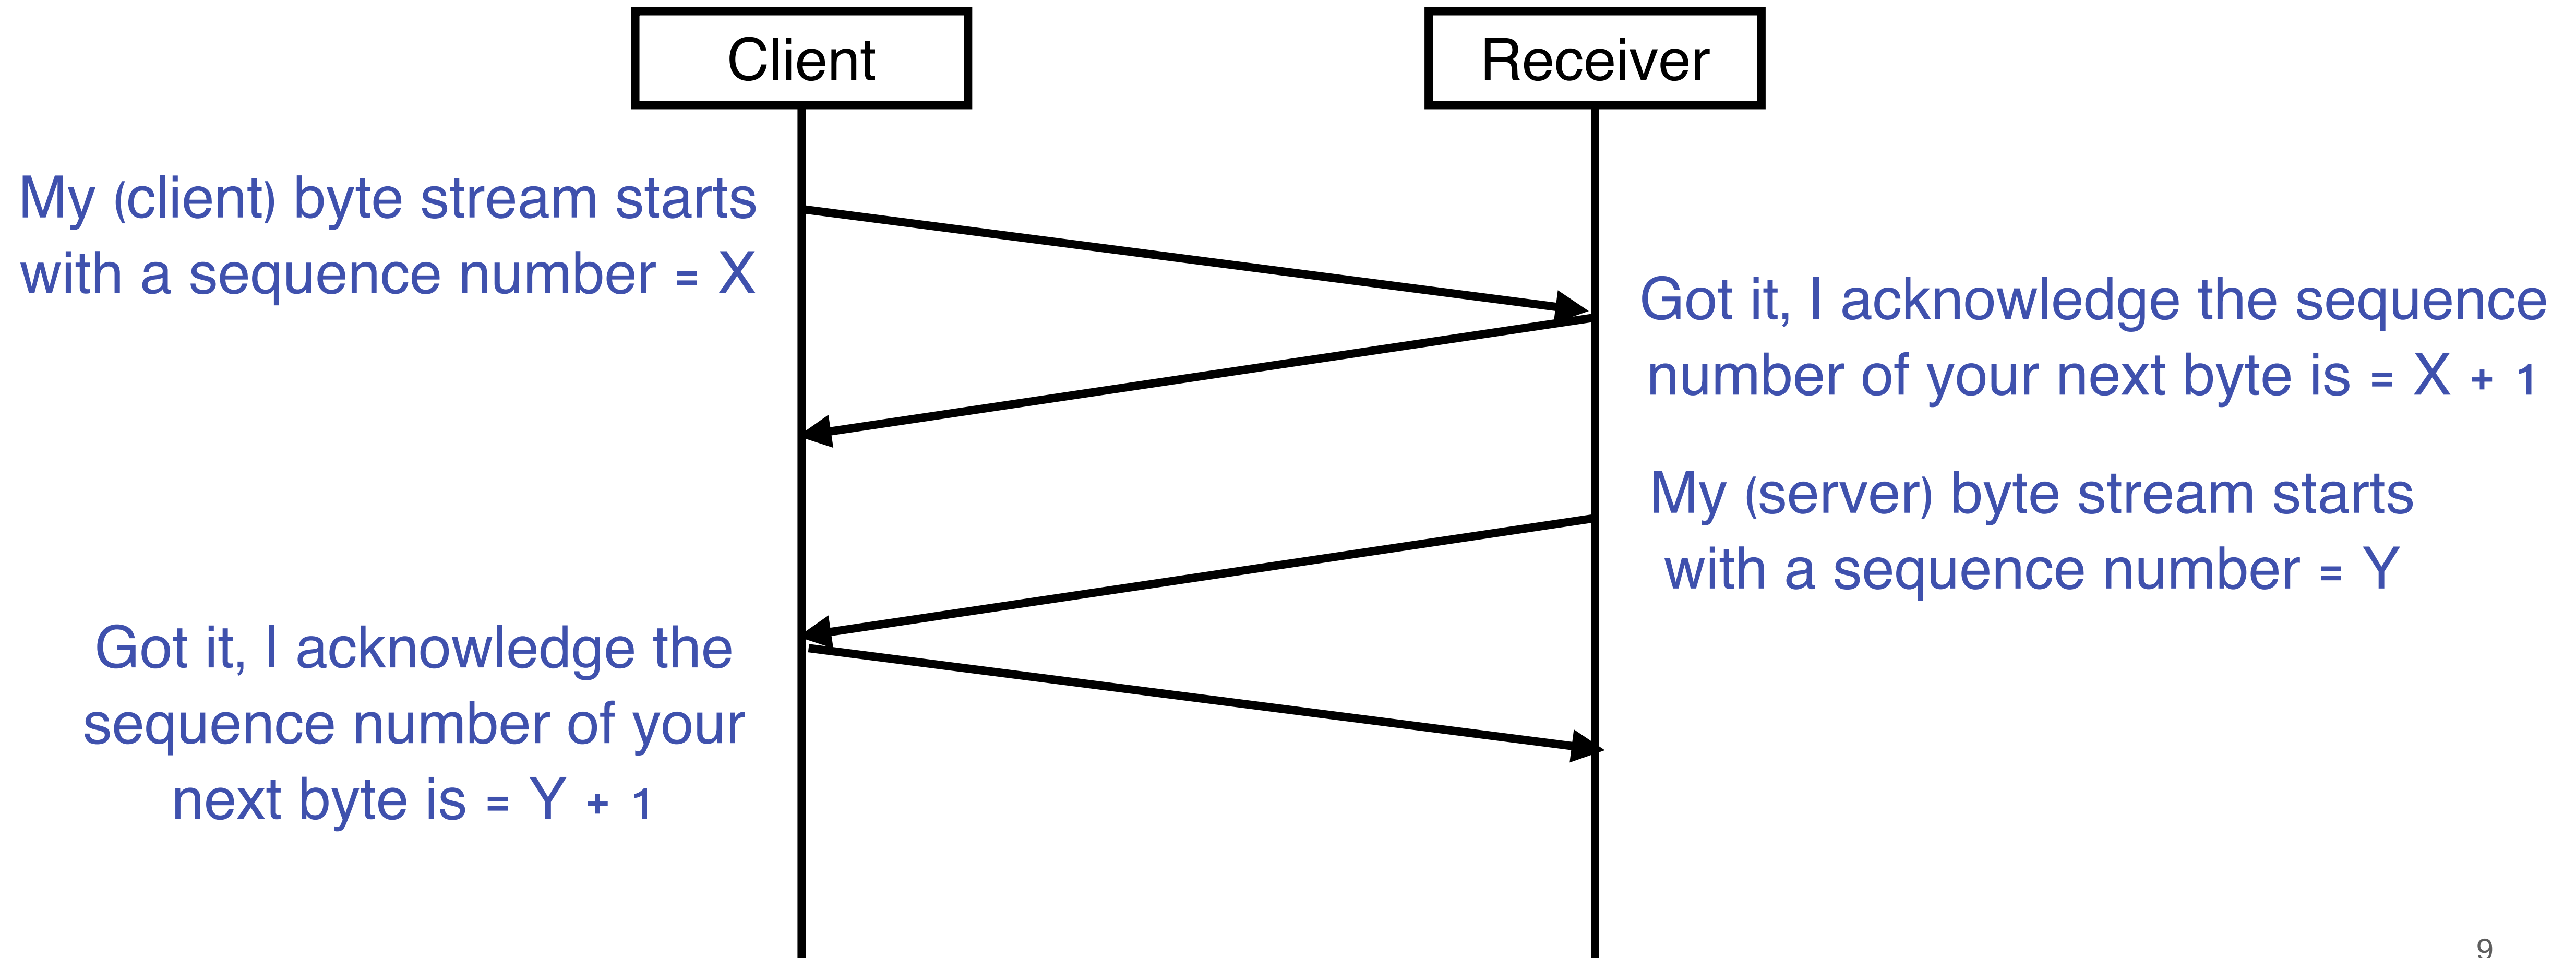 Client
Receiver
My (client) byte stream starts
with a sequence number = X
Got it, I acknowledge the sequence
number of your next byte is = X + 1
My (server) byte stream starts
with a sequence number = Y
Got it, I acknowledge the
sequence number of your
next byte is = Y + 1
9